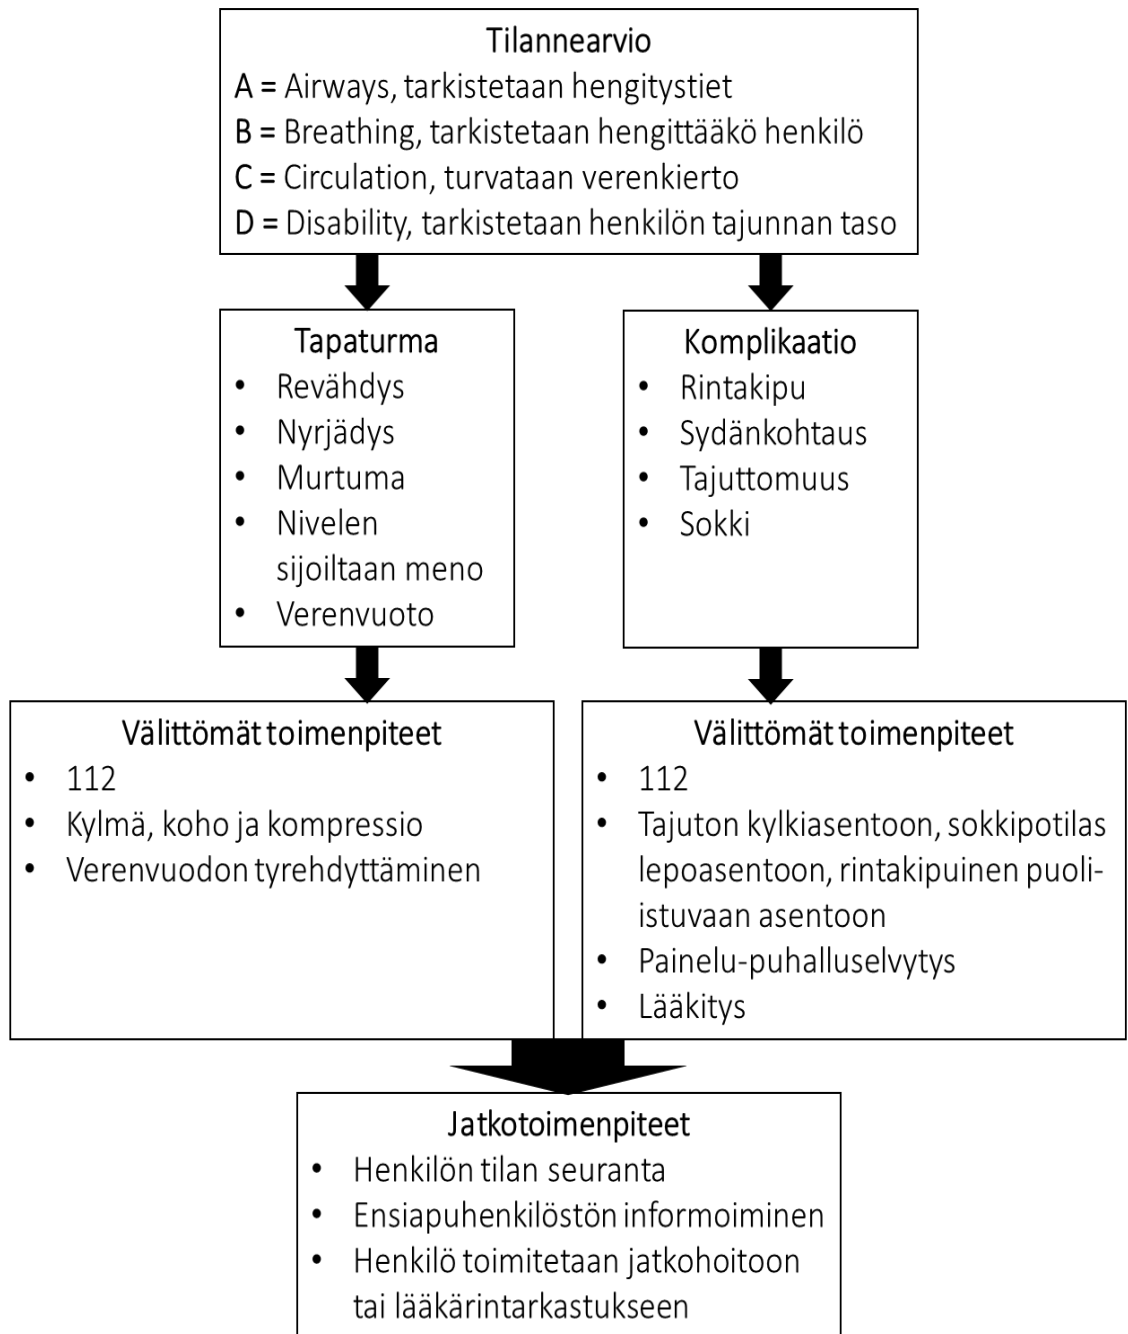 Tilannearvio
A = Airways, tarkistetaan hengitystiet
B = Breathing, tarkistetaan hengittääkö henkilö
C = Circulation, turvataan verenkierto
D = Disability, tarkistetaan henkilön tajunnan taso
Tapaturma
• Revähdys
• Nyrjädys
• Murtuma
• Nivelen
sijoiltaan meno
• Verenvuoto
Komplikaatio
• Rintakipu
• Sydänkohtaus
• Tajuttomuus
• Sokki
Välittömät toimenpiteet
• 112
• Kylmä, koho ja kompressio
• Verenvuodon tyrehdyttäminen
Välittömät toimenpiteet
• 112
• Tajuton kylkiasentoon, sokkipotilas
lepoasentoon, rintakipuinen puoli-
istuvaan asentoon
• Painelu-puhalluselvytys
• Lääkitys
Jatkotoimenpiteet
• Henkilön tilan seuranta
• Ensiapuhenkilöstön informoiminen
• Henkilö toimitetaan jatkohoitoon
tai lääkärintarkastukseen